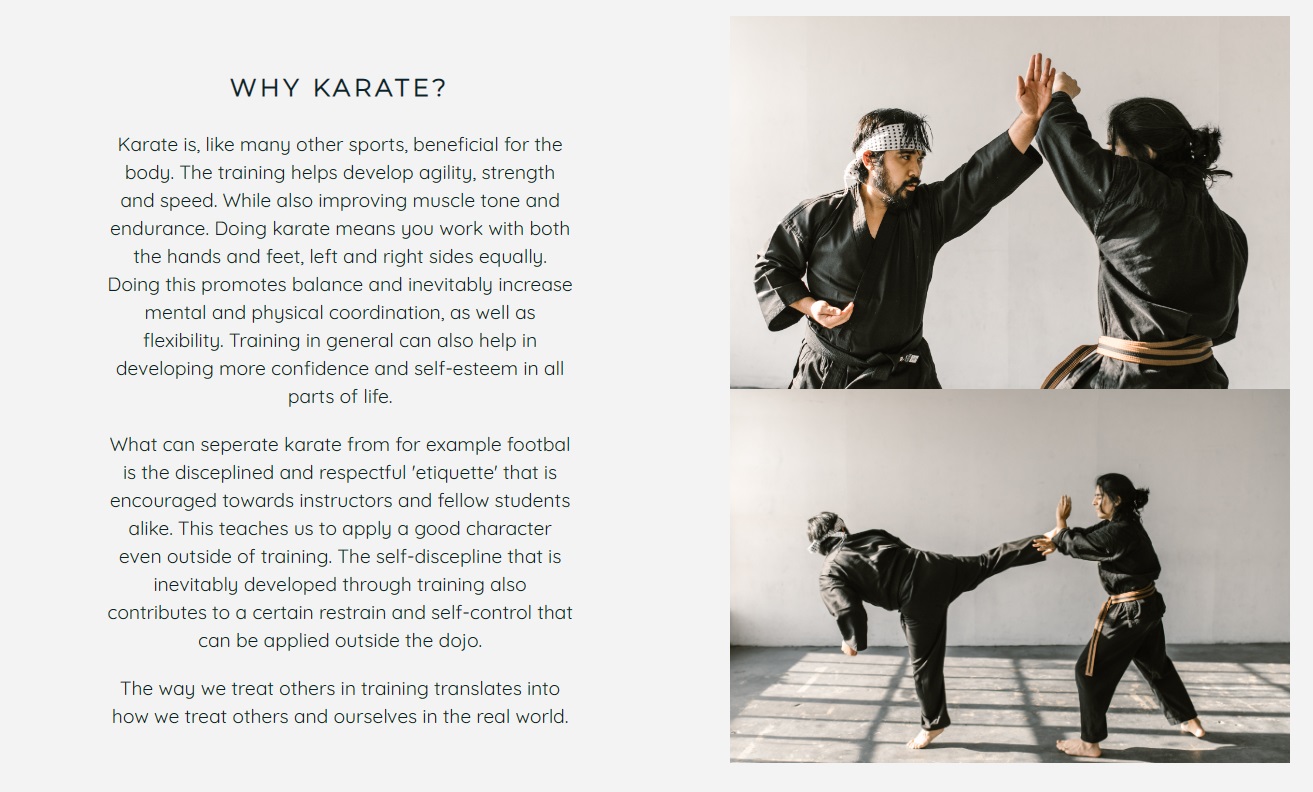 WHY KARATE?
Karate is, like many other sports, beneficial for the
body. The training helps develop agility, strength
and speed. While also improving muscle tone and
endurance. Doing karate means you work with both
the hands and feet, left and right sides equally.
Doing this promotes balance and inevitably increase
mental and physical coordination, as well as
flexibility. Training in general can also help in
developing more confidence and self-esteem in all
parts of life.
What can seperate karate from for example footbal
is the disceplined and respectful 'etiquette' that is
encouraged towards instructors and fellow students
alike. This teaches us to apply a good character
even outside of training. The self-discepline that is
inevitably developed through training also
contributes to a certain restrain and self-control that
can be applied outside the dojo.
The way we treat others in training translates into
how we treat others and ourselves in the real world.